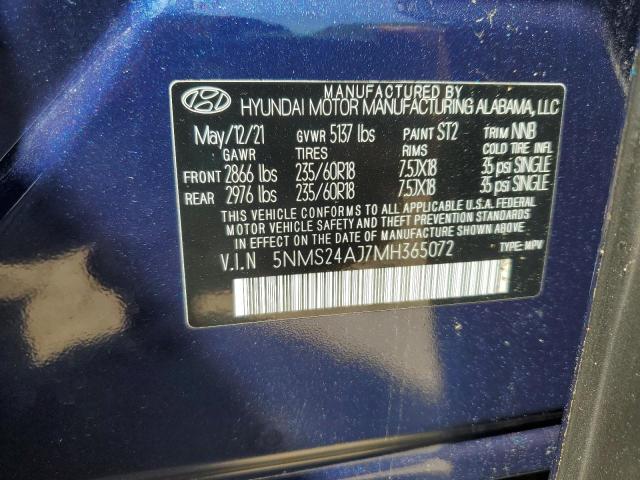 MANUFACTURED BY
HYUNDAI MOTOR MANUFACTURING ALABAMA, LLC
May/12/21 GVWR 5137 lbs PAINT ST2 TRIM NNB
GAWR TIRES RIMS COLD TIRE INFL
FRONT 2866 lbs 235/60R18 7.5JX18 35 psi SINGLE
REAR 2976 lbs 235/60R18 7.5JX18 35 psi SINGLE
THIS VEHICLE CONFORMS TO ALL APPLICABLE U.S.A. FEDERAL
MOTOR VEHICLE SAFETY AND THEFT PREVENTION STANDARDS
IN EFFECT ON THE DATE OF MANUFACTURE SHOWN ABOVE.
V.I.N 5NMS24AJ7MH365072 TYPE: MPV